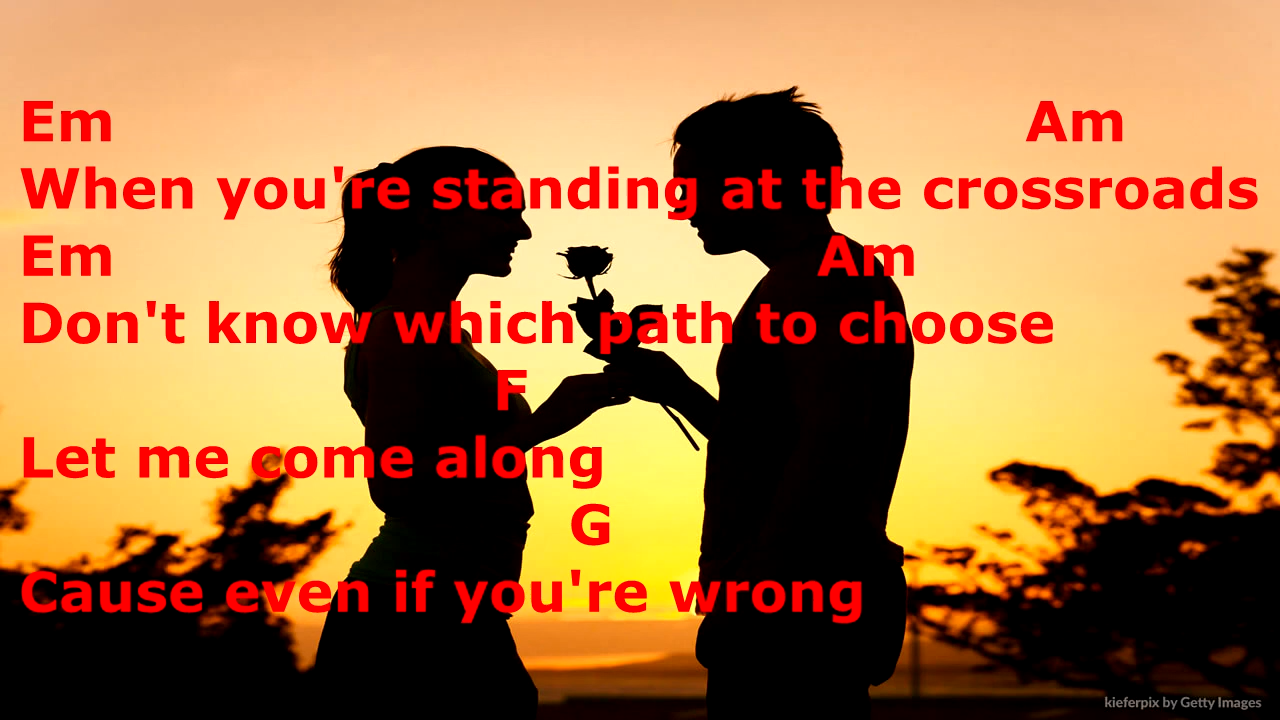 Em Am
When you're standing at the crossroads
Em Am
Don't know which path to choose
F
Let me come along
G
Cause even if you're wrong
kieferpix by Getty Images